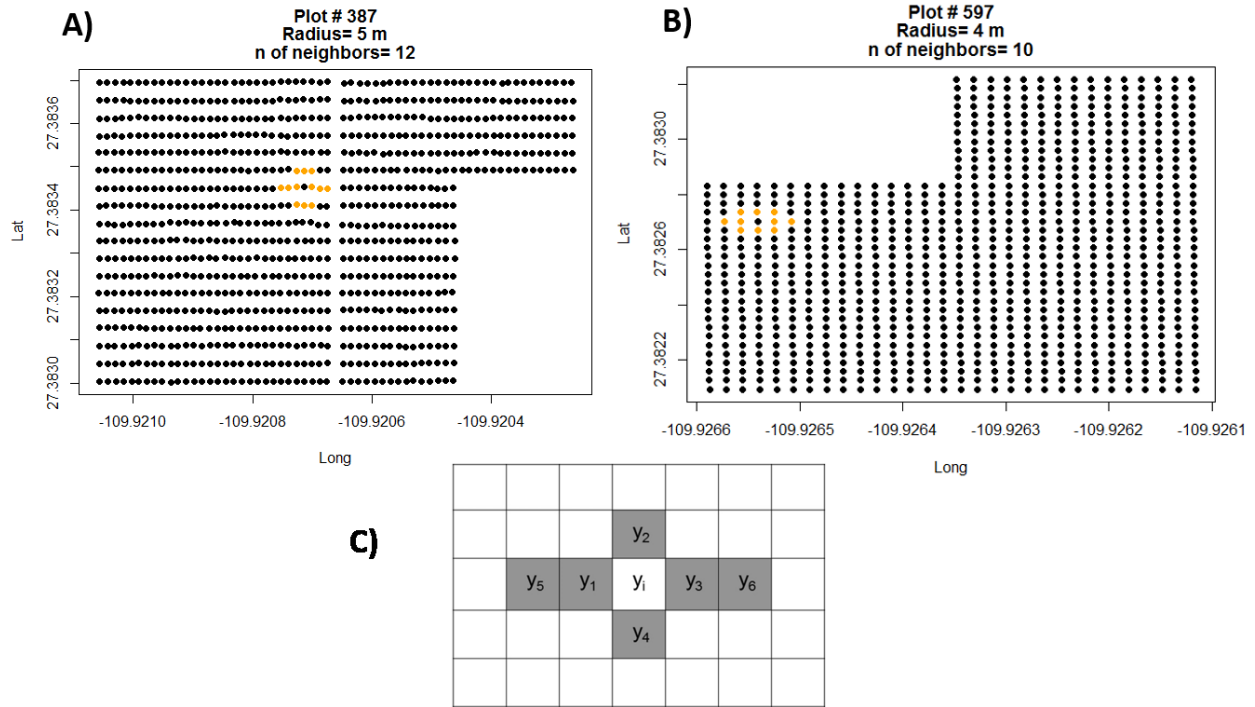 A)
Plot # 387
Radius= 5 m
n of neighbors= 12
Lat
27.3836
27.3834
27.3832
27.3830
-109.9210
-109.9208
-109.9206
-109.9204
Long
B)
Plot # 597
Radius= 4 m
n of neighbors= 10
Lat
27.3830
27.3826
27.3822
-109.9266
-109.9265
-109.9264
-109.9263
-109.9262
-109.9261
Long
C)
y2
y5 y1 yi y3 y6
y4